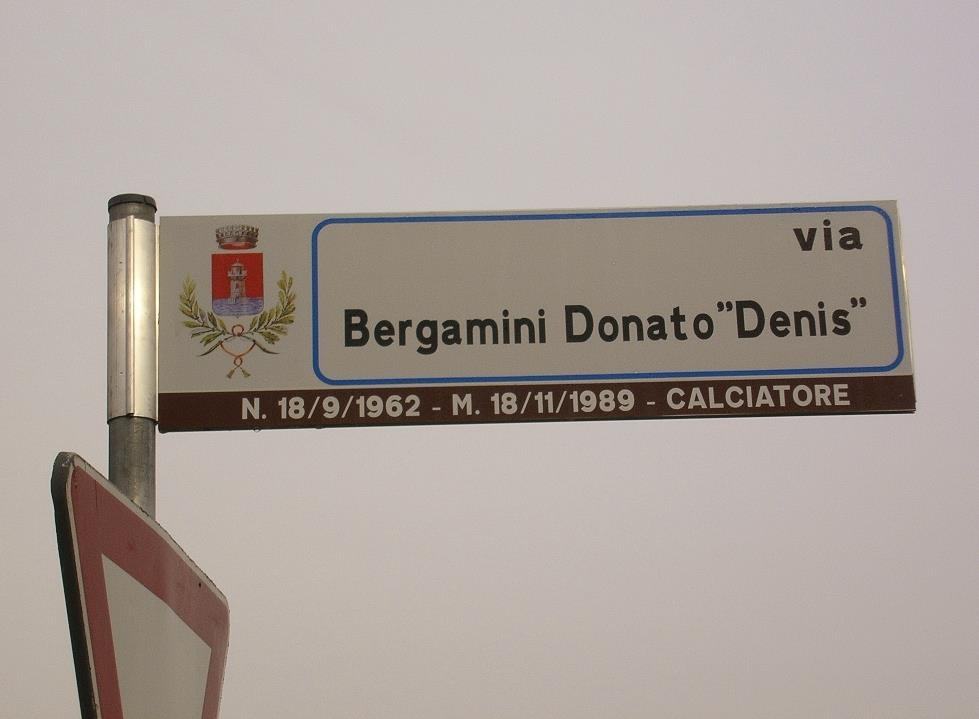 via
Bergamini Donato "Denis"
N. 18/9/1962 - M. 18/11/1989 - CALCIATORE